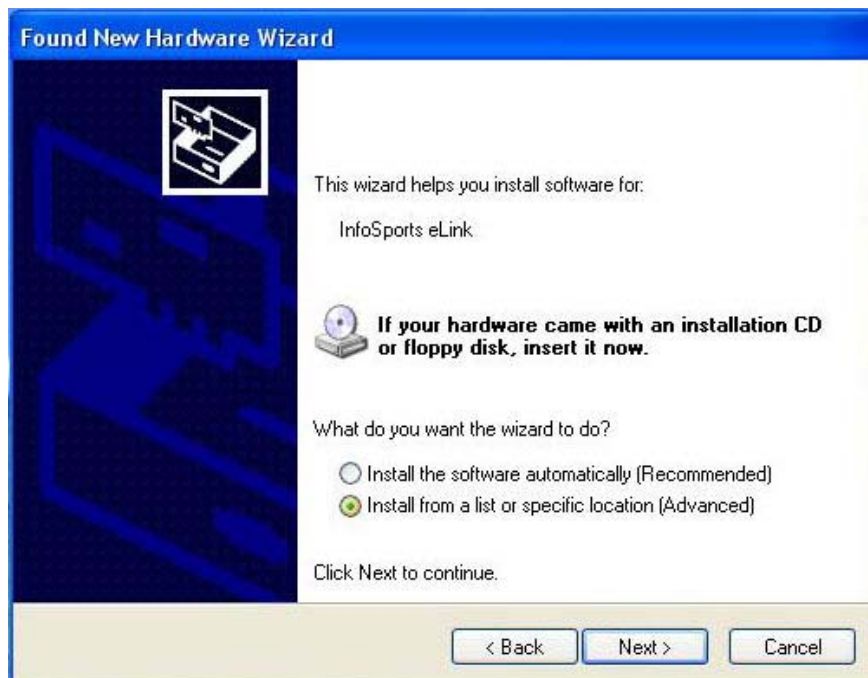 Found New Hardware Wizard
This wizard helps you install software for:
InfoSports eLink
If your hardware came with an installation CD
or floppy disk, insert it now.
What do you want the wizard to do?
Install the software automatically (Recommended)
Install from a list or specific location (Advanced)
Click Next to continue.
< Back
Next >
Cancel